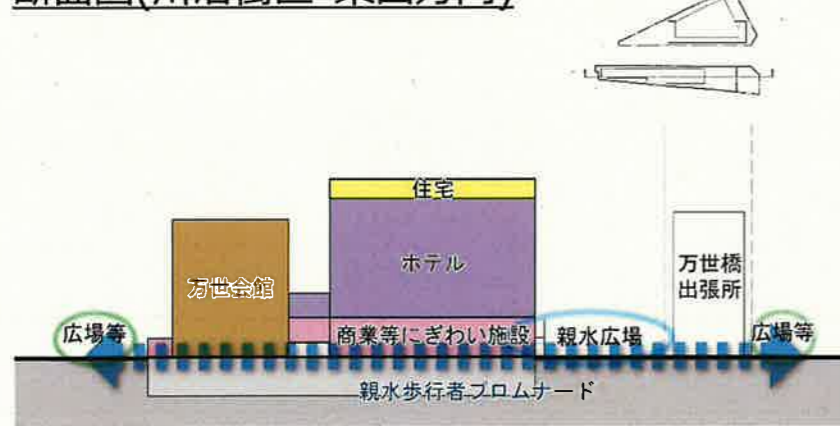 住宅
ホテル
万世会館
万世橋
出張所
広場等
商業等にぎわい施設
親水広場
広場等
親水歩行者プロムナード